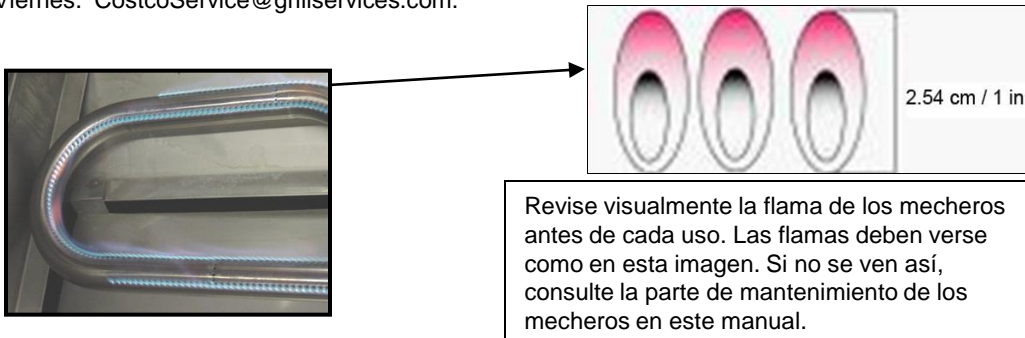 CostcoService@grillservices.com.
2.54 cm / 1 in
Revise visualmente la flama de los mecheros
antes de cada uso. Las flamas deben verse
como en esta imagen. Si no se ven así,
consulte la parte de mantenimiento de los
mecheros en este manual.